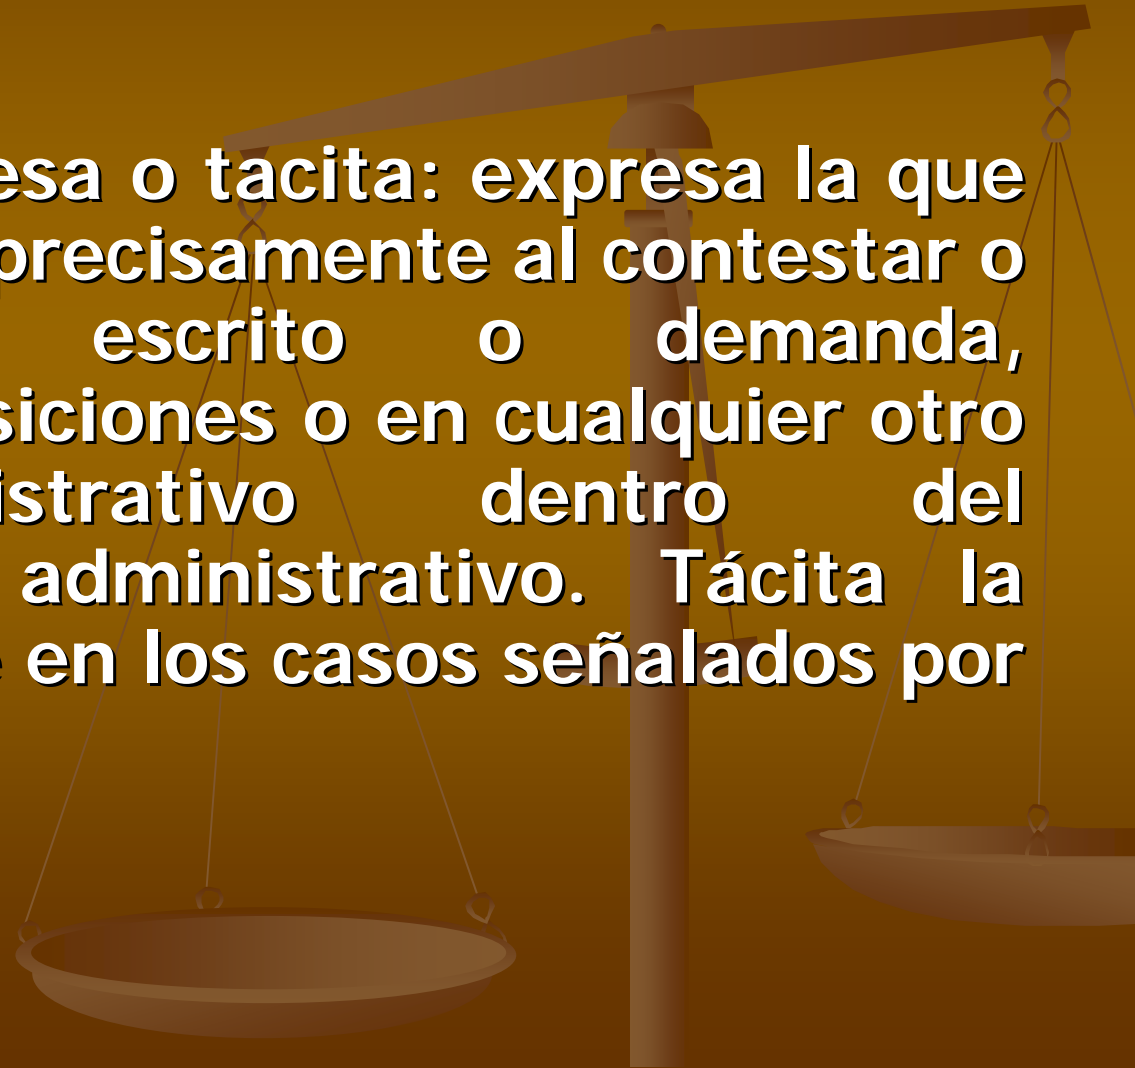 esa o tacita: expresa la que
precisamente al contestar o
escrito o demanda,
siciones o en cualquier otro
istrativo dentro del
administrativo. Tácita la
en los casos señalados por